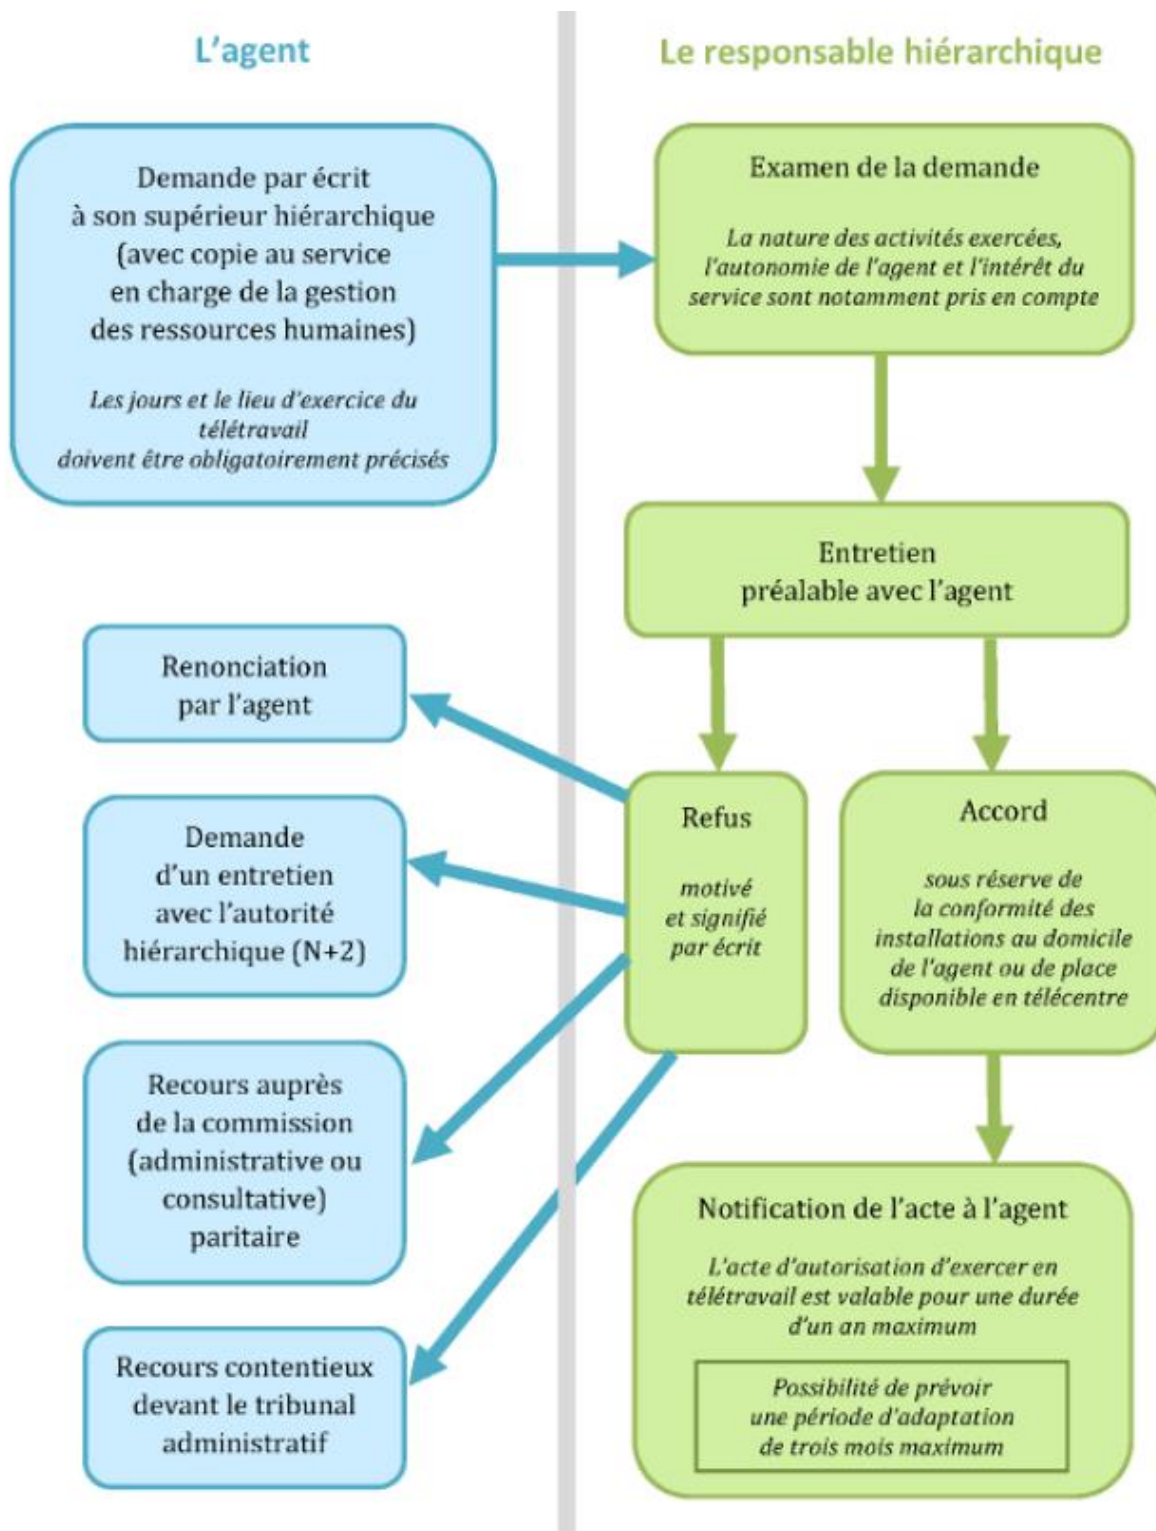 L'agent
Le responsable hiérarchique
Demande par écrit
à son supérieur hiérarchique
(avec copie au service
en charge de la gestion
des ressources humaines)
Les jours et le lieu d'exercice du
télétravail
doivent être obligatoirement précisés
Examen de la demande
La nature des activités exercées,
l'autonomie de l'agent et l'intérêt du
service sont notamment pris en compte
Entretien
préalable avec l'agent
Renonciation
par l'agent
Demande
d'un entretien
avec l'autorité
hiérarchique (N+2)
Recours auprès
de la commission
(administrative ou
consultative)
paritaire
Recours contentieux
devant le tribunal
administratif
Refus
motivé
et signifié
par écrit
Accord
sous réserve de
la conformité des
installations au domicile
de l'agent ou de place
disponible en télécentre
Notification de l'acte à l'agent
L'acte d'autorisation d'exercer en
télétravail est valable pour une durée
d'un an maximum
Possibilité de prévoir
une période d'adaptation
de trois mois maximum